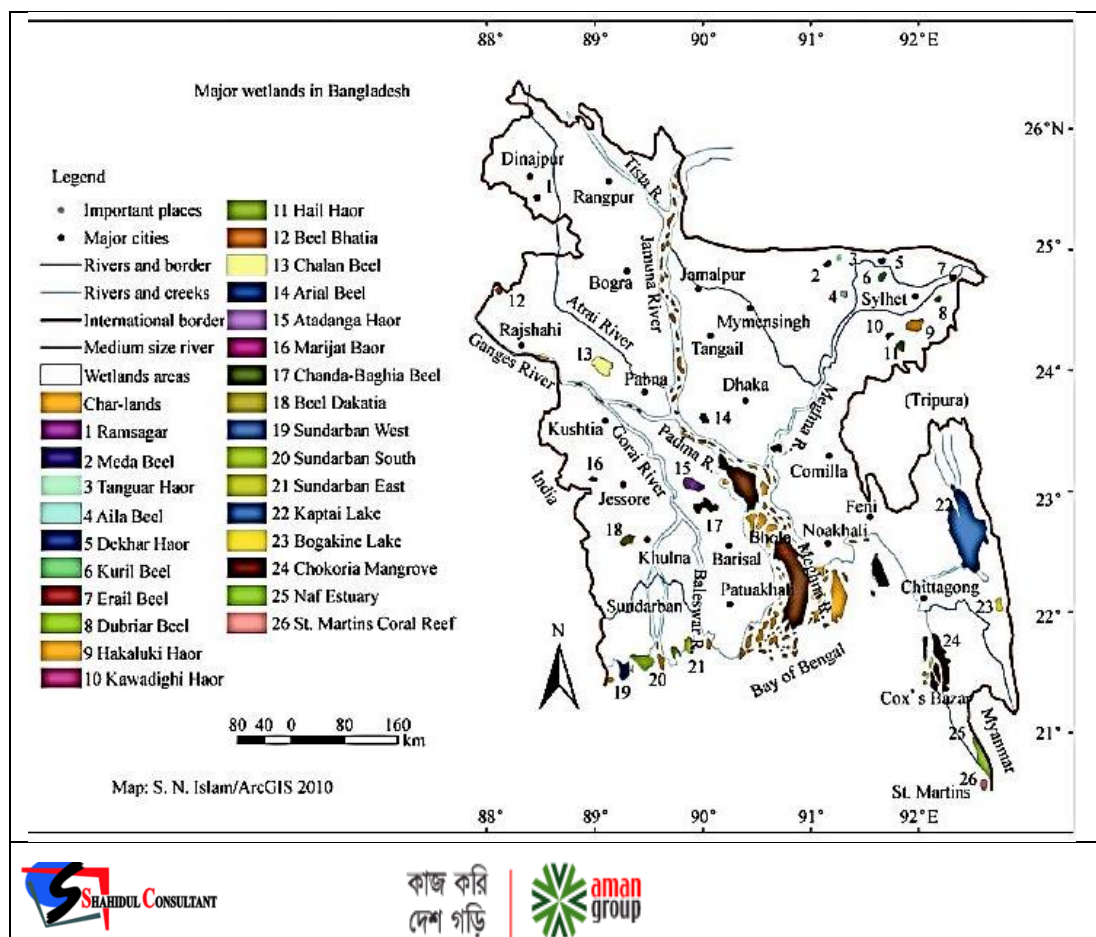 88°
89°
90°
91°
92°E
Major wetlands in Bangladesh
Legend
Important places
Major cities
Rivers and border
Rivers and creeks
International border
Medium size river
Wetlands areas
Char-lands
1 Ramsagar
2 Meda Beel
3 Tanguar Haor
4 Aila Beel
5 Dekhar Haor
6 Kuril Beel
7 Erail Beel
8 Dubriar Beel
9 Hakaluki Haor
10 Kawadighi Haor
11 Hail Haor
12 Beel Bhatia
13 Chalan Beel
14 Arial Beel
15 Atadanga Haor
16 Marijat Baor
17 Chanda-Baghia Beel
18 Beel Dakatia
19 Sundarban West
20 Sundarban South
21 Sundarban East
22 Kaptai Lake
23 Bogakine Lake
24 Chokoria Mangrove
25 Naf Estuary
26 St. Martins Coral Reef
80 40 0 80 160
km
Map: S. N. Islam/ArcGIS 2010
N
26°N
25°
24°
23°
22°
21°
Dinajpur
1
Rangpur
Tista R.
Jamuna River
Bogra
Jamalpur
2
3
4
5
6
7
Sylhet
8
9
10
11
12
Rajshahi
Atrai River
Mymensingh
Tangail
Ganges River
13
Pabna
Dhaka
14
Meghna R.
(Tripura)
Kushtia
Gorai River
Padma R.
Comilla
India
16
Jessore
15
17
Feni
22
18
Khulna
Barisal
Bhola
Noakhali
Meghna R.
Baleswar R.
Patuakhali
Chittagong
Sundarban
23
19
20
21
Bay of Bengal
24
Cox's Bazar
25
Myanmar
26
St. Martins
88°
89°
90°
91°
92°E
SHAHIDUL CONSULTANT
কাজ করি
দেশ গড়ি
aman
group